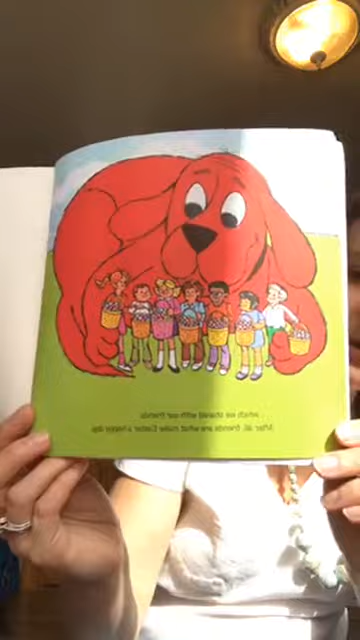 which we shared with our friends.
After all, friends are what make Easter a happy day.